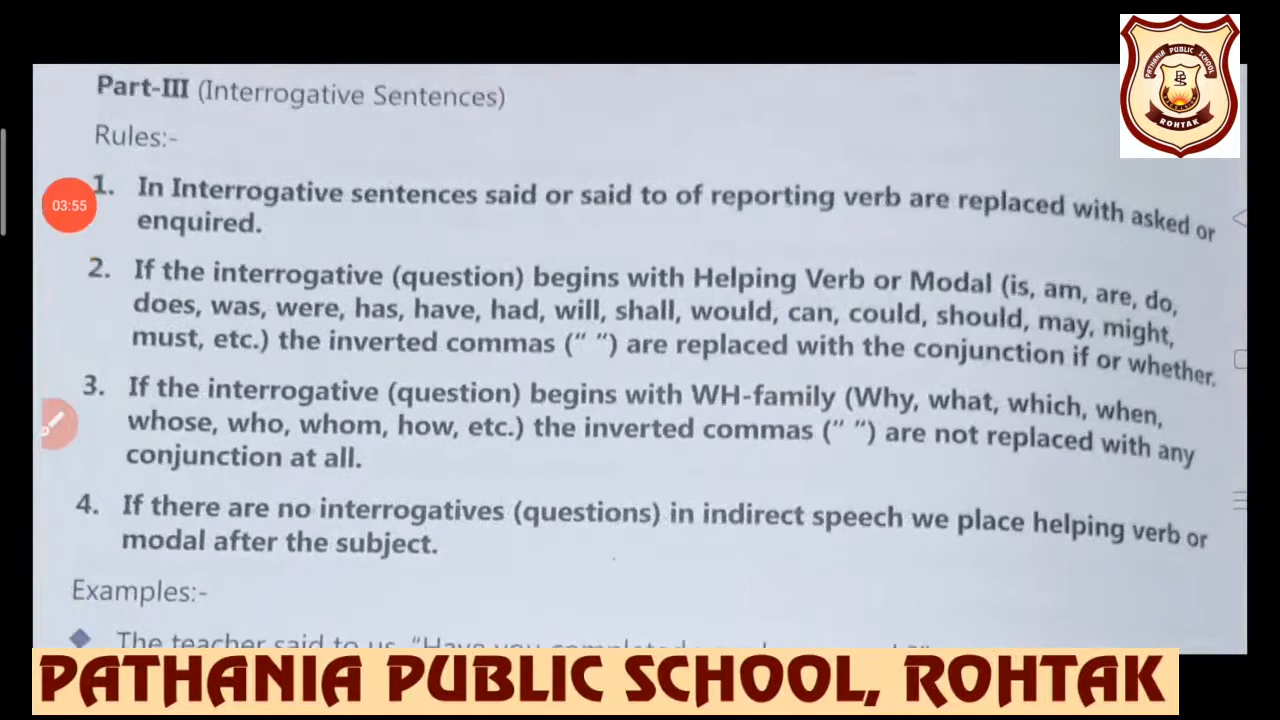 Part-III (Interrogative Sentences)
Rules:-
1. In Interrogative sentences said or said to of reporting verb are replaced with asked or
enquired.
2. If the interrogative (question) begins with Helping Verb or Modal (is, am, are, do,
does, was, were, has, have, had, will, shall, would, can, could, should, may, might,
must, etc.) the inverted commas (“ “) are replaced with the conjunction if or whether.
3. If the interrogative (question) begins with WH-family (Why, what, which, when,
whose, who, whom, how, etc.) the inverted commas (“ ”) are not replaced with any
conjunction at all.
4. If there are no interrogatives (questions) in indirect speech we place helping verb or
modal after the subject.
Examples:-
The teacher said to us, “Have you completed
PATHANIA PUBLIC SCHOOL, ROHTAK
03:55
PATHANIA PUBLIC SCHOOL
ROHTAK